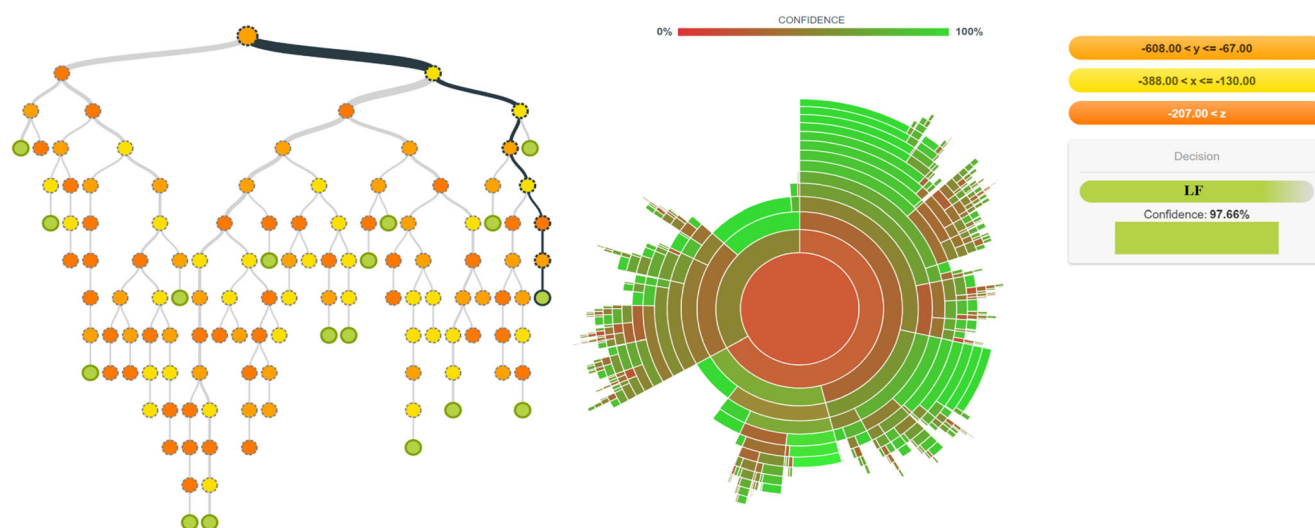 CONFIDENCE
0%
100%
-608.00 < y <= -67.00
-388.00 < x <= -130.00
-207.00 < z
Decision
LF
Confidence: 97.66%